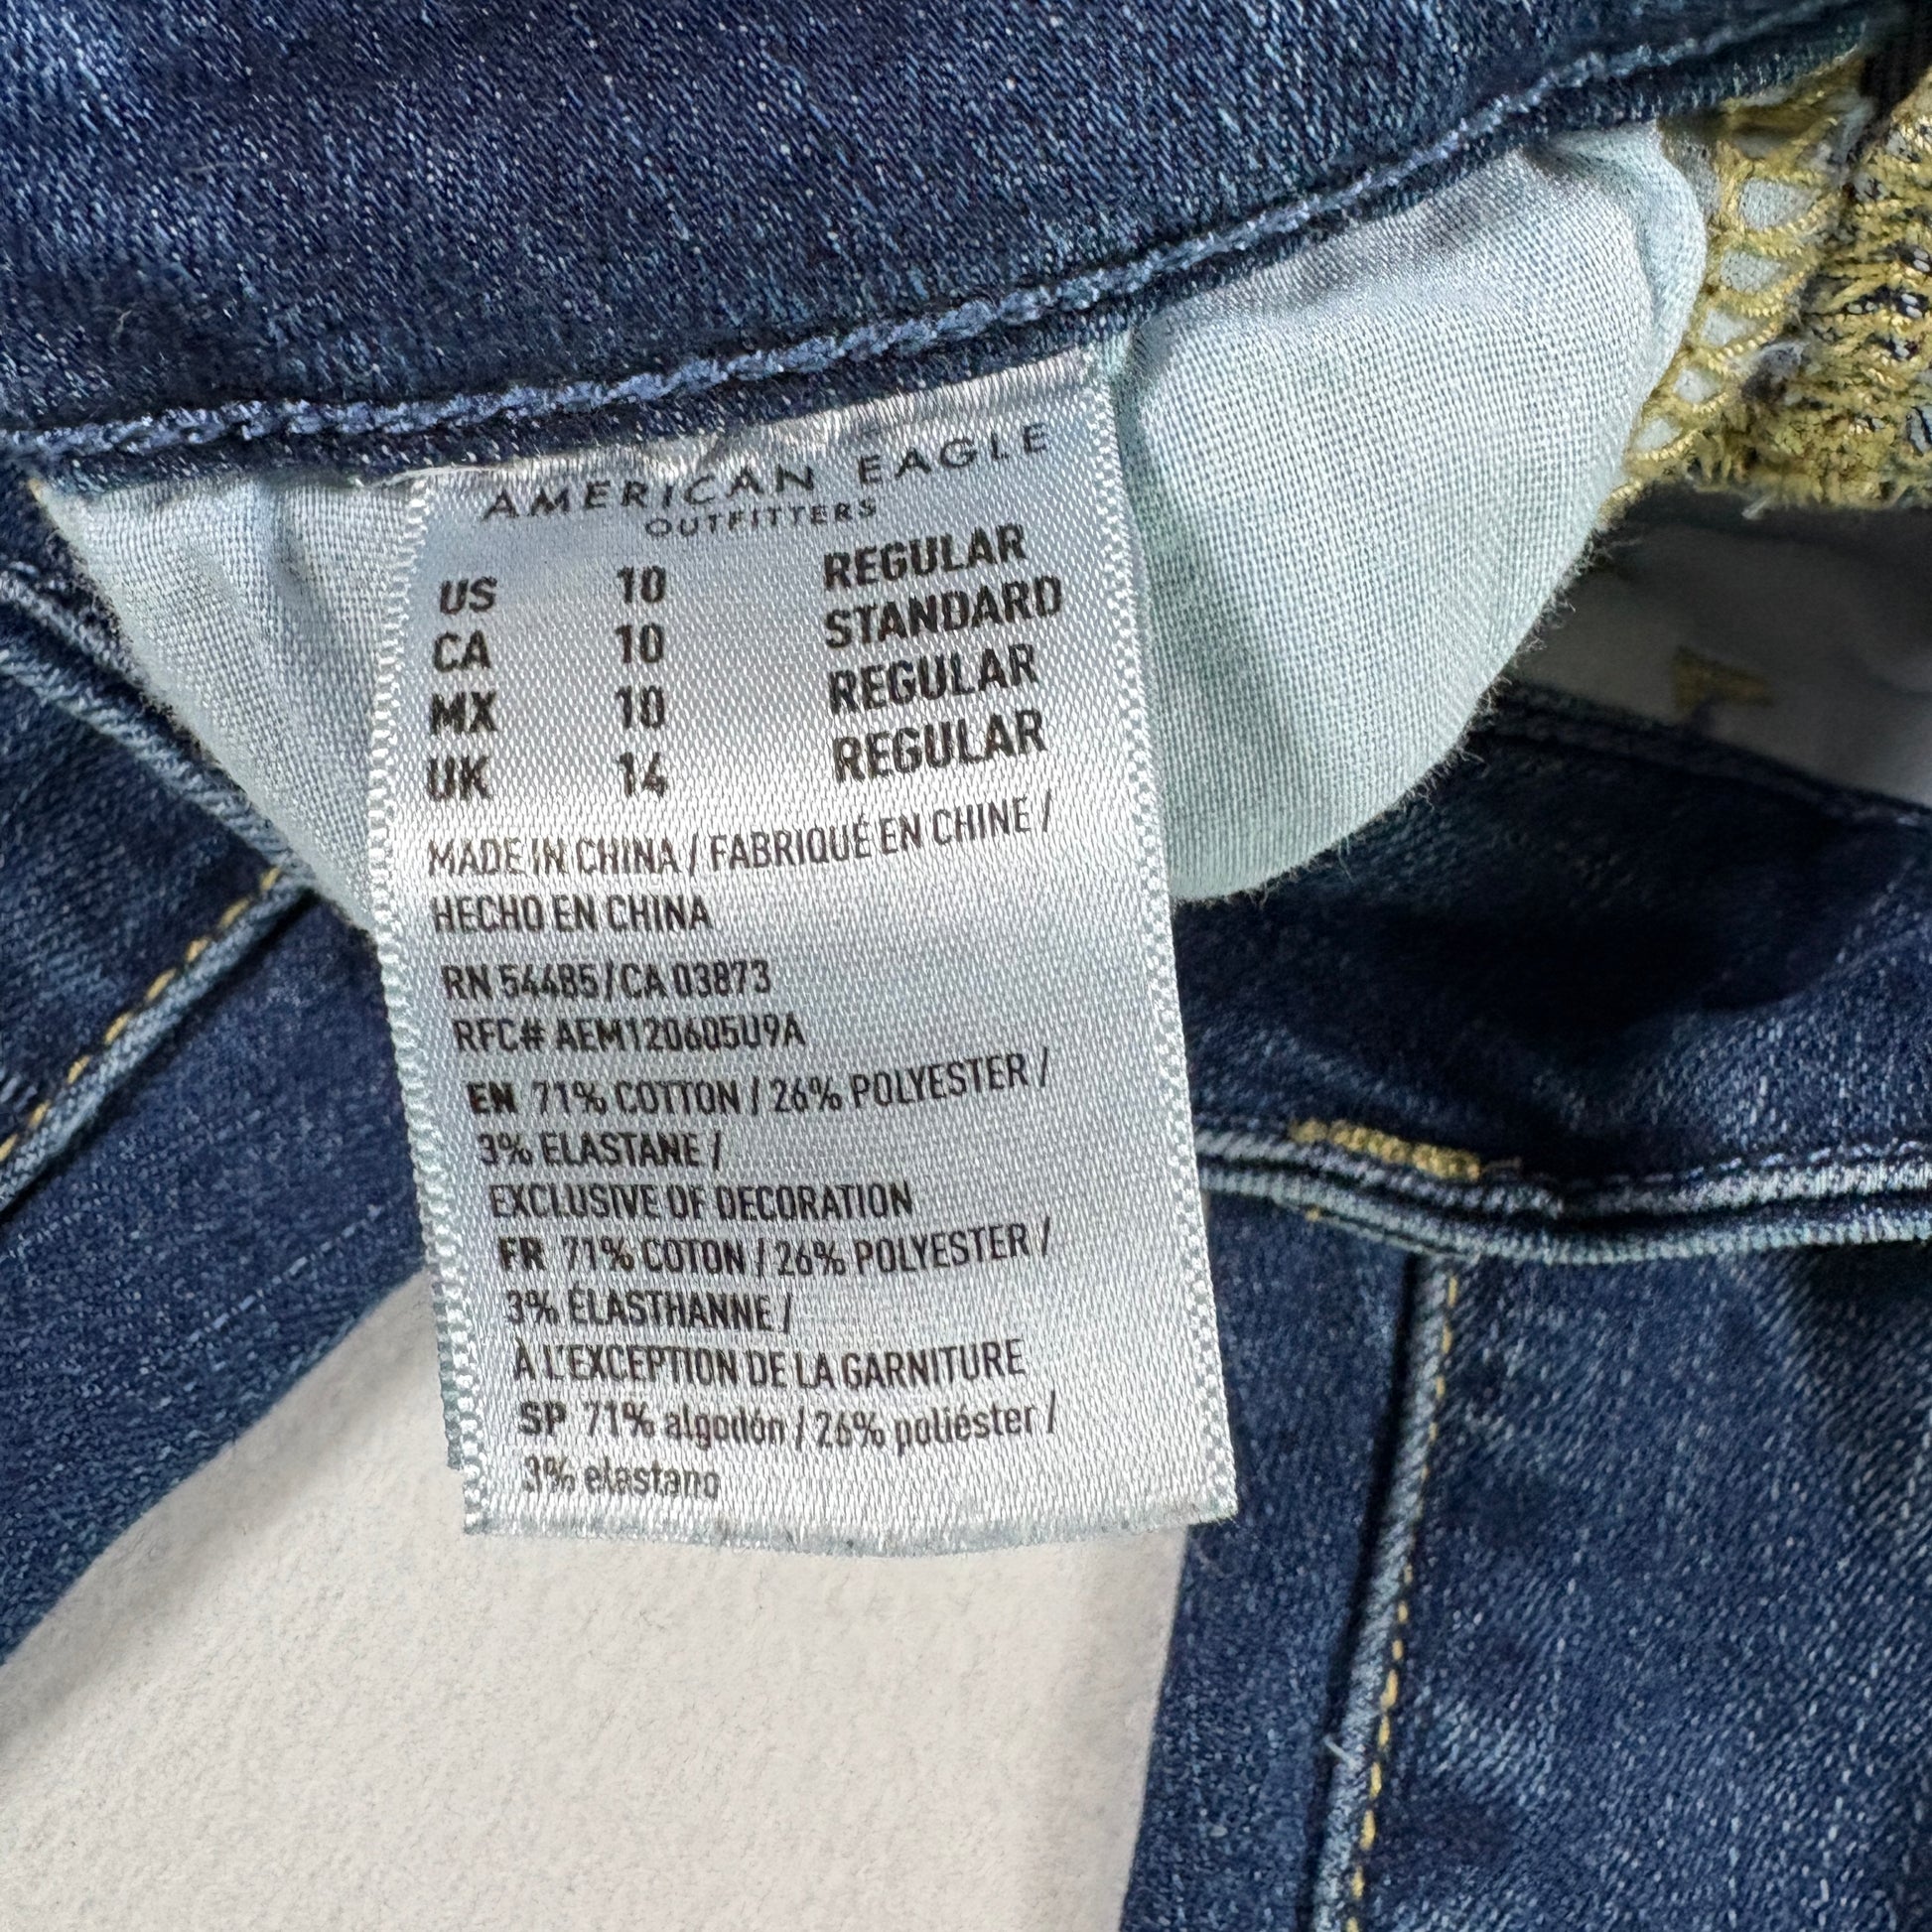 AMERICAN EAGLE
OUTFITTERS
US 10 REGULAR
CA 10 STANDARD
MX 10 REGULAR
UK 14 REGULAR
MADE IN CHINA / FABRIQUÉ EN CHINE /
HECHO EN CHINA
RN 54485 / CA 03873
RFC# AEM120605U9A
EN 71% COTTON / 26% POLYESTER /
3% ELASTANE /
EXCLUSIVE OF DECORATION
FR 71% COTON / 26% POLYESTER /
3% ÉLASTHANNE /
À L'EXCEPTION DE LA GARNITURE
SP 71% algodón / 26% poliéster /
3% elastano